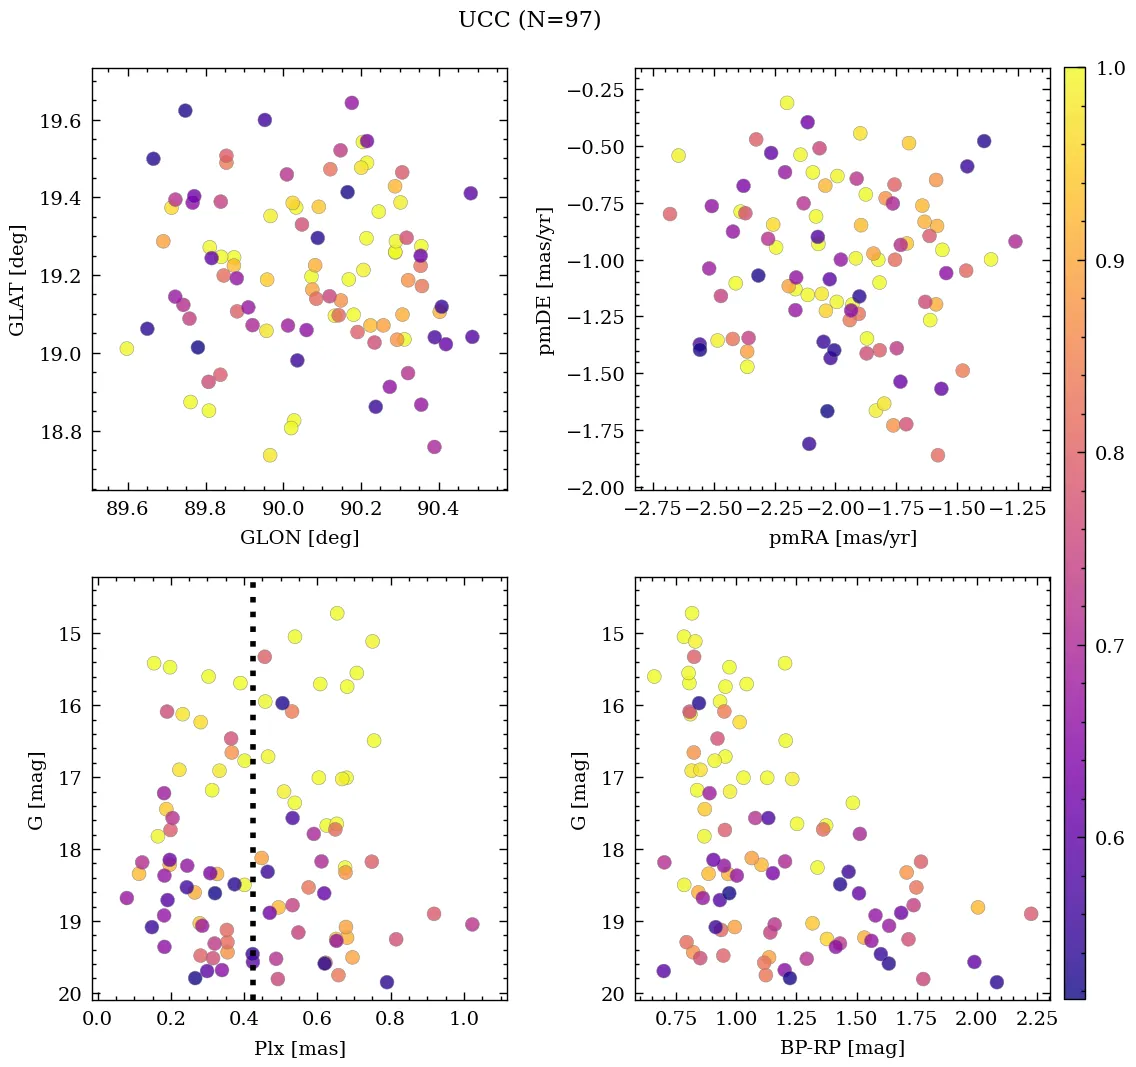 UCC (N=97)
19.6
19.4
19.2
19.0
18.8
GLAT [deg]
89.6 89.8 90.0 90.2 90.4
GLON [deg]
−0.25
−0.50
−0.75
−1.00
−1.25
−1.50
−1.75
−2.00
pmDE [mas/yr]
−2.75 −2.50 −2.25 −2.00 −1.75 −1.50 −1.25
pmRA [mas/yr]
1.0
0.9
0.8
0.7
0.6
15
16
17
18
19
20
G [mag]
0.0 0.2 0.4 0.6 0.8 1.0
Plx [mas]
15
16
17
18
19
20
G [mag]
0.75 1.00 1.25 1.50 1.75 2.00 2.25
BP-RP [mag]